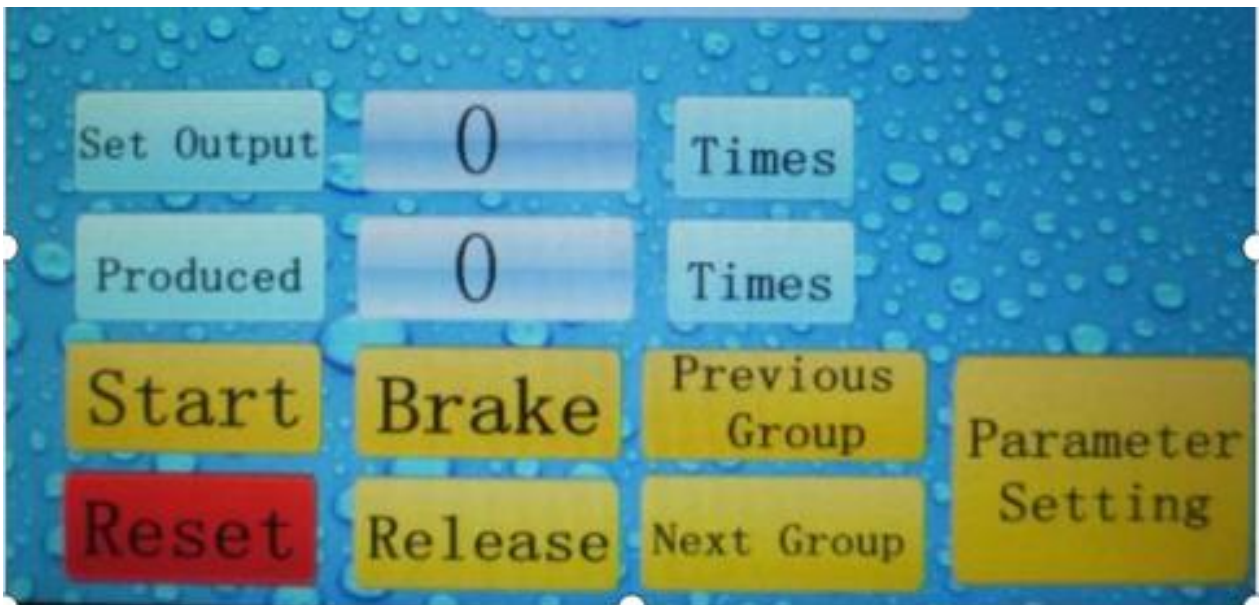 Set Output 0 Times
Produced 0 Times
Start Brake Previous
Group
Parameter
Setting
Reset Release Next Group